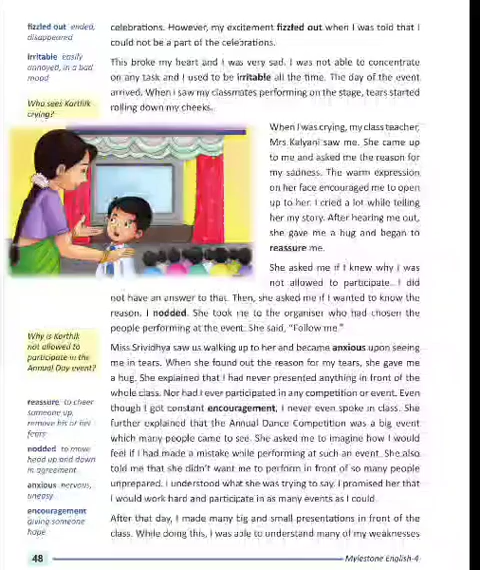 fizzled out ended,
disappeared
irritable easily
annoyed, in a bad
mood
Who sees Karthik
crying?
celebrations. However, my excitement fizzled out when I was told that I
could not be a part of the celebrations.
This broke my heart and I was very sad. I was not able to concentrate
on any task and I used to be irritable all the time. The day of the event
arrived. When I saw my classmates performing on the stage, tears started
rolling down my cheeks.
When I was crying, my class teacher,
Mrs Kalyani saw me. She came up
to me and asked me the reason for
my sadness. The warm expression
on her face encouraged me to open
up to her. I cried a lot while telling
her my story. After hearing me out,
she gave me a hug and began to
reassure me.
She asked me if I knew why I was
not allowed to participate. I did
not have an answer to that. Then, she asked me if I wanted to know the
reason. I nodded. She took me to the organiser who had chosen the
people performing at the event. She said, "Follow me."
Why is Karthik
not allowed to
participate in the
Annual Day event?
reassure to cheer
someone up,
remove his or her
fears
nodded to move
head up and down
in agreement
anxious nervous,
uneasy
encouragement
giving someone
hope
Miss Srividhya saw us walking up to her and became anxious upon seeing
me in tears. When she found out the reason for my tears, she gave me
a hug. She explained that I had never presented anything in front of the
whole class. Nor had I ever participated in any competition or event. Even
though I got constant encouragement, I never even spoke in class. She
further explained that the Annual Dance Competition was a big event
which many people came to see. She asked me to imagine how I would
feel if I had made a mistake while performing at such an event. She also
told me that she didn't want me to perform in front of so many people
unprepared. I understood what she was trying to say. I promised her that
I would work hard and participate in as many events as I could.
After that day, I made many big and small presentations in front of the
class. While doing this, I was able to understand many of my weaknesses
48
Mylestone English-4